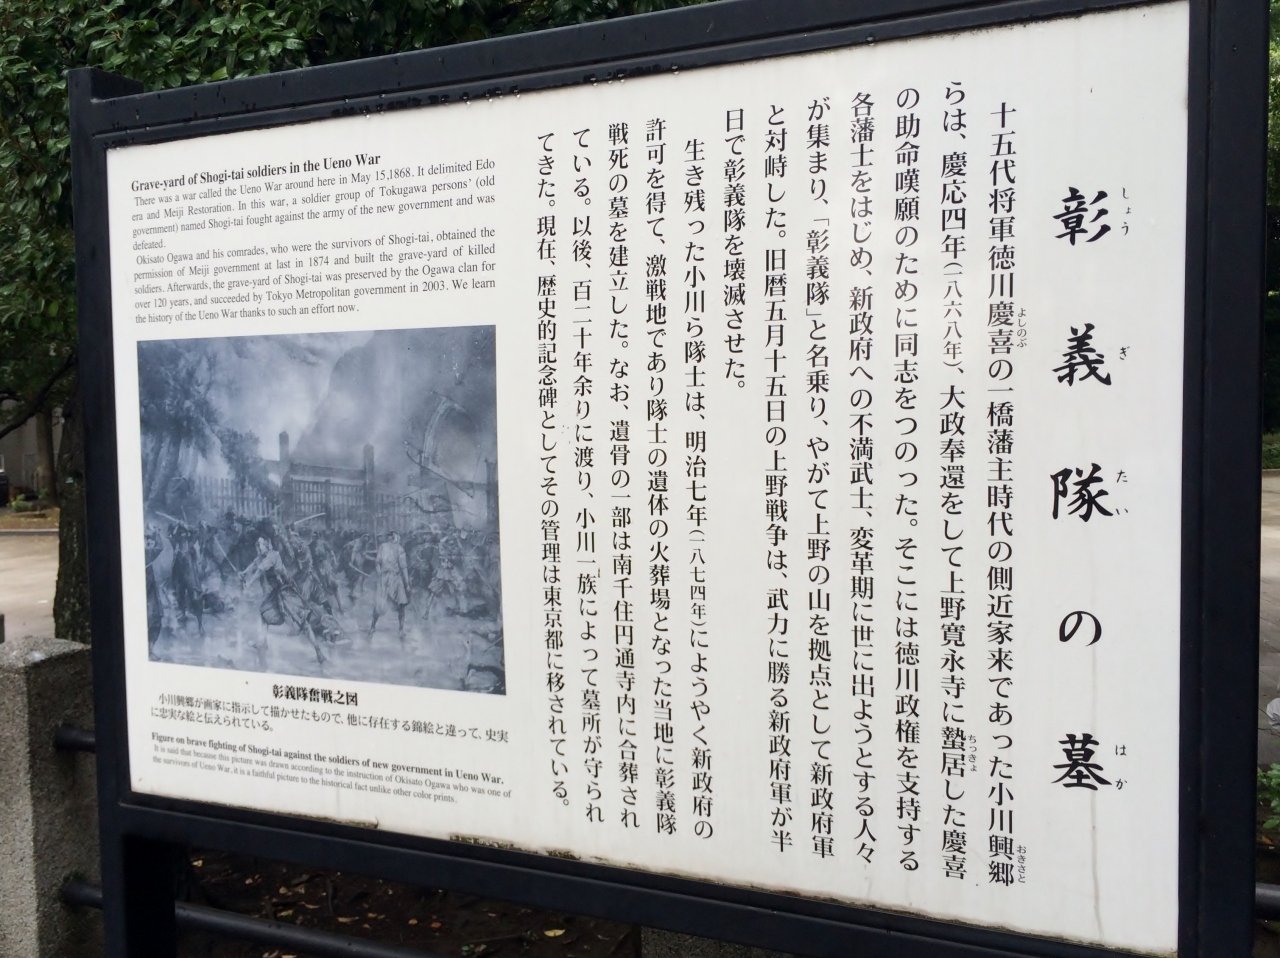 彰義隊の墓
しょうぎたい はか
十五代将軍徳川慶喜の一橋藩主時代の側近家来であった小川興郷
よしのぶ
おきさと
らは、慶応四年(一八六八年)、大政奉還をして上野寛永寺に蟄居した慶喜
ちっきょ
の助命嘆願のために同志をつのった。そこには徳川政権を支持する
各藩士をはじめ、新政府への不満武士、変革期に世に出ようとする人々
が集まり、「彰義隊」と名乗り、やがて上野の山を拠点として新政府軍
と対峙した。旧暦五月十五日の上野戦争は、武力に勝る新政府軍が半
日で彰義隊を壊滅させた。
生き残った小川ら隊士は、明治七年(一八七四年)にようやく新政府の
許可を得て、激戦地であり隊士の遺体の火葬場となった当地に彰義隊
戦死の墓を建立した。なお、遺骨の一部は南千住円通寺内に合葬され
ている。以後、百二十年余りに渡り、小川一族によって墓所が守られ
てきた。現在、歴史的記念碑としてその管理は東京都に移されている。
Grave-yard of Shogi-tai soldiers in the Ueno War
There was a war called the Ueno War around here in May 15,1868. It delimited Edo
era and Meiji Restoration. In this war, a soldier group of Tokugawa persons' (old
government) named Shogi-tai fought against the army of the new government and was
defeated.
Okisato Ogawa and his comrades, who were the survivors of Shogi-tai, obtained the
permission of Meiji government at last in 1874 and built the grave-yard of killed
soldiers. Afterwards, the grave-yard of Shogi-tai was preserved by the Ogawa clan for
over 120 years, and succeeded by Tokyo Metropolitan government in 2003. We learn
the history of the Ueno War thanks to such an effort now.
彰義隊奮戦之図
小川興郷が画家に指示して描かせたもので、他に存在する錦絵と違って、史実
に忠実な絵と伝えられている。
Figure on brave fighting of Shogi-tai against the soldiers of new government in Ueno War.
It is said that because this picture was drawn according to the instruction of Okisato Ogawa who was one of
the survivors of Ueno War, it is a faithful picture to the historical fact unlike other color prints.